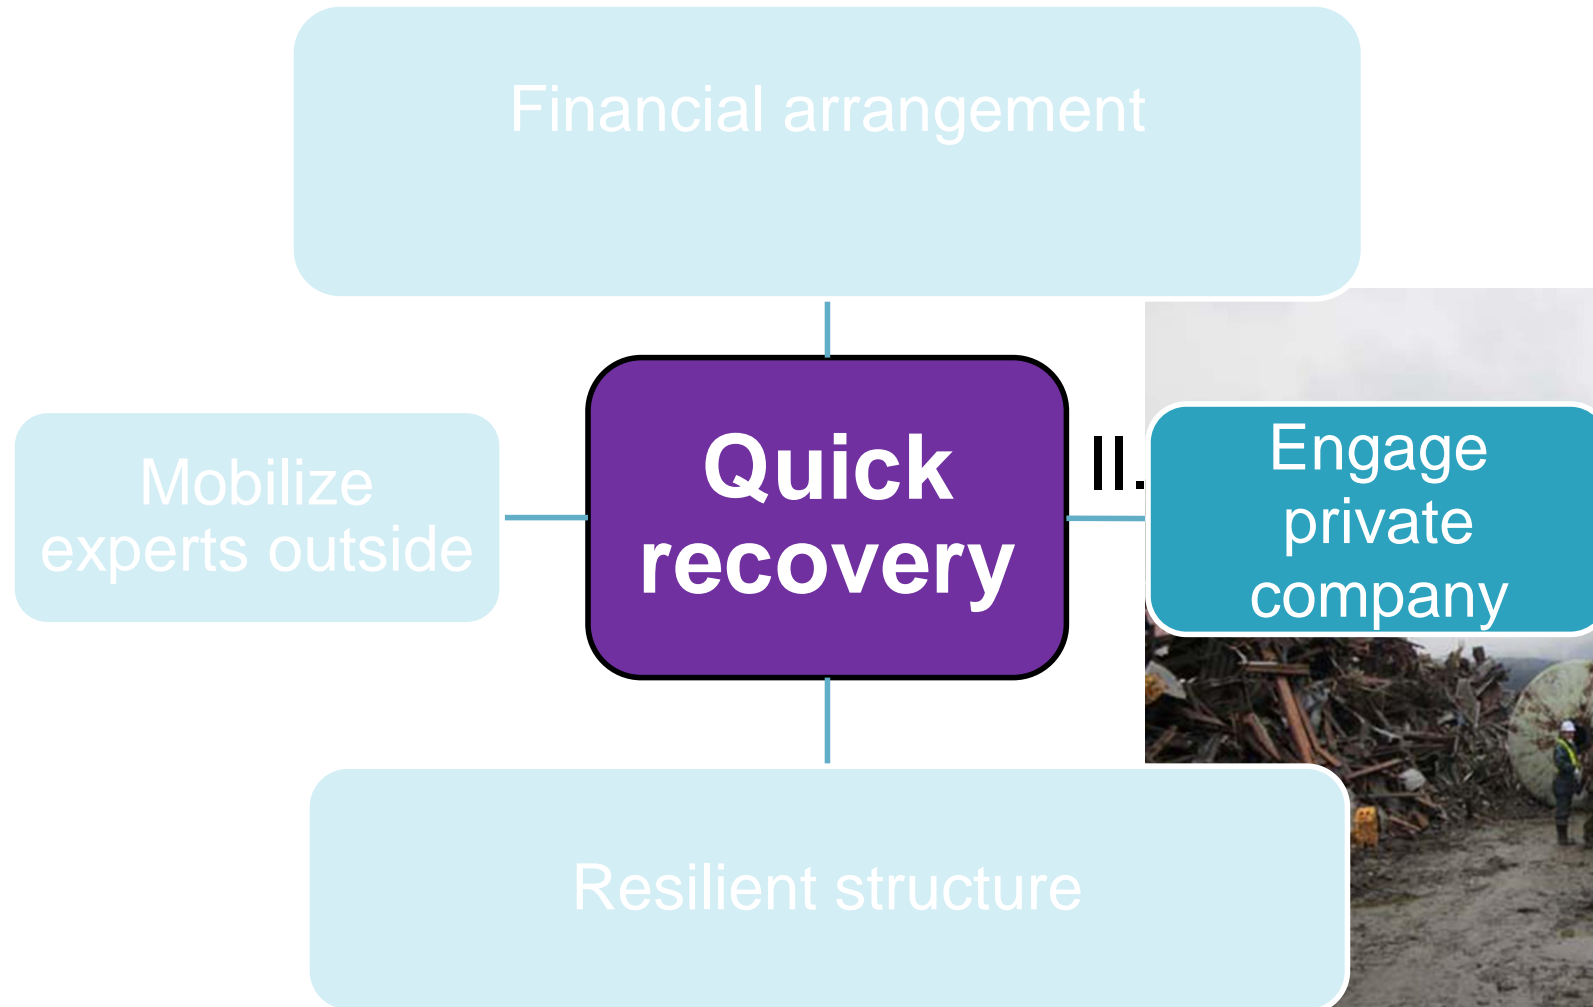 Financial arrangement
Mobilize
experts outside
Quick
recovery
II.
Engage
private
company
Resilient structure